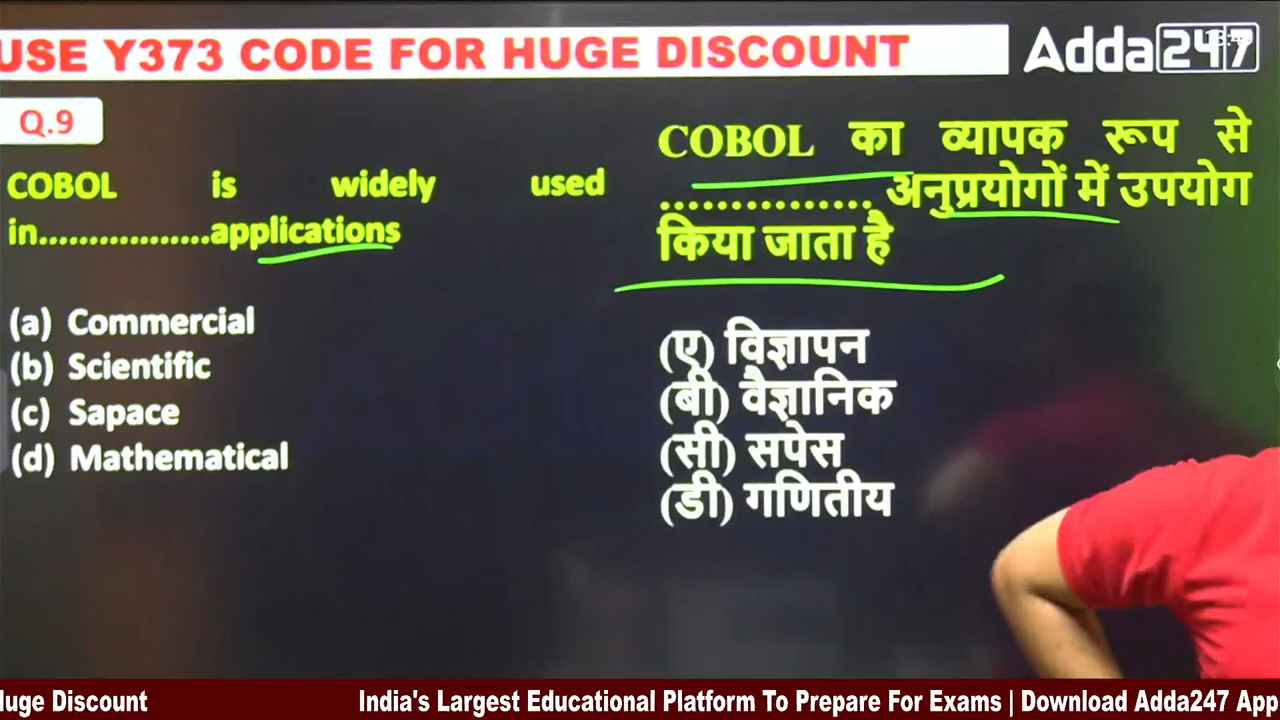 USE Y373 CODE FOR HUGE DISCOUNT
Adda247
Q.9
COBOL is widely used
in.................applications
(a) Commercial
(b) Scientific
(c) Sapace
(d) Mathematical
COBOL का व्यापक रूप से
............... अनुप्रयोगों में उपयोग
किया जाता है
(ए) विज्ञापन
(बी) वैज्ञानिक
(सी) सपेस
(डी) गणितीय
Huge Discount
India's Largest Educational Platform To Prepare For Exams | Download Adda247 App